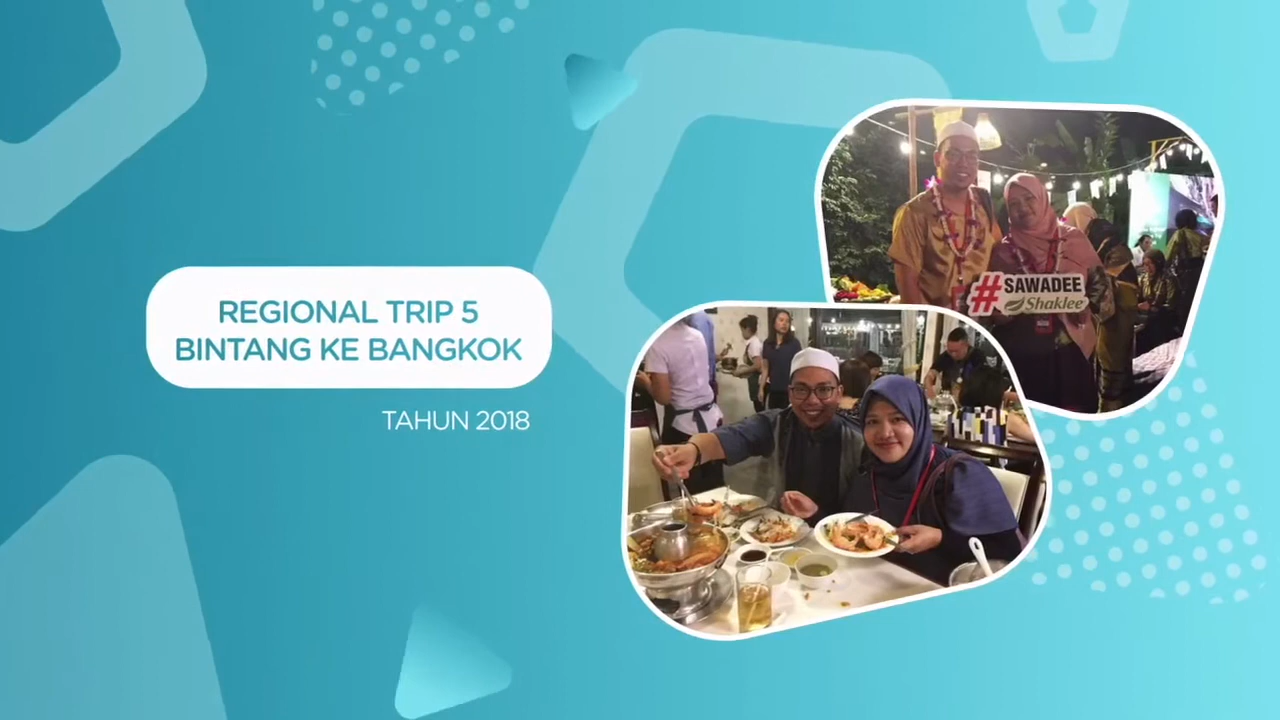 REGIONAL TRIP 5
BINTANG KE BANGKOK
TAHUN 2018
#SAWADEE
Shaklee